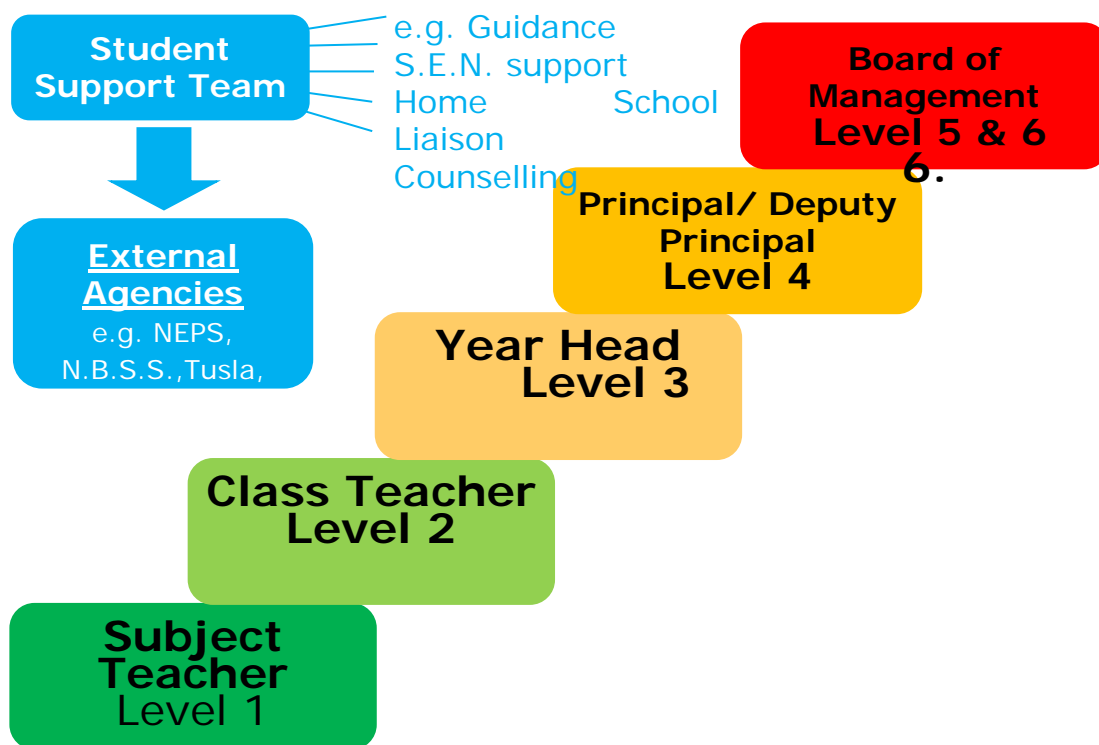 Student
Support Team
e.g. Guidance
S.E.N. support
Home School
Liaison
Counselling
Board of
Management
Level 5 & 6
6.
External
Agencies
e.g. NEPS,
N.B.S.S.,Tusla,
Principal/ Deputy
Principal
Level 4
Year Head
Level 3
Class Teacher
Level 2
Subject
Teacher
Level 1